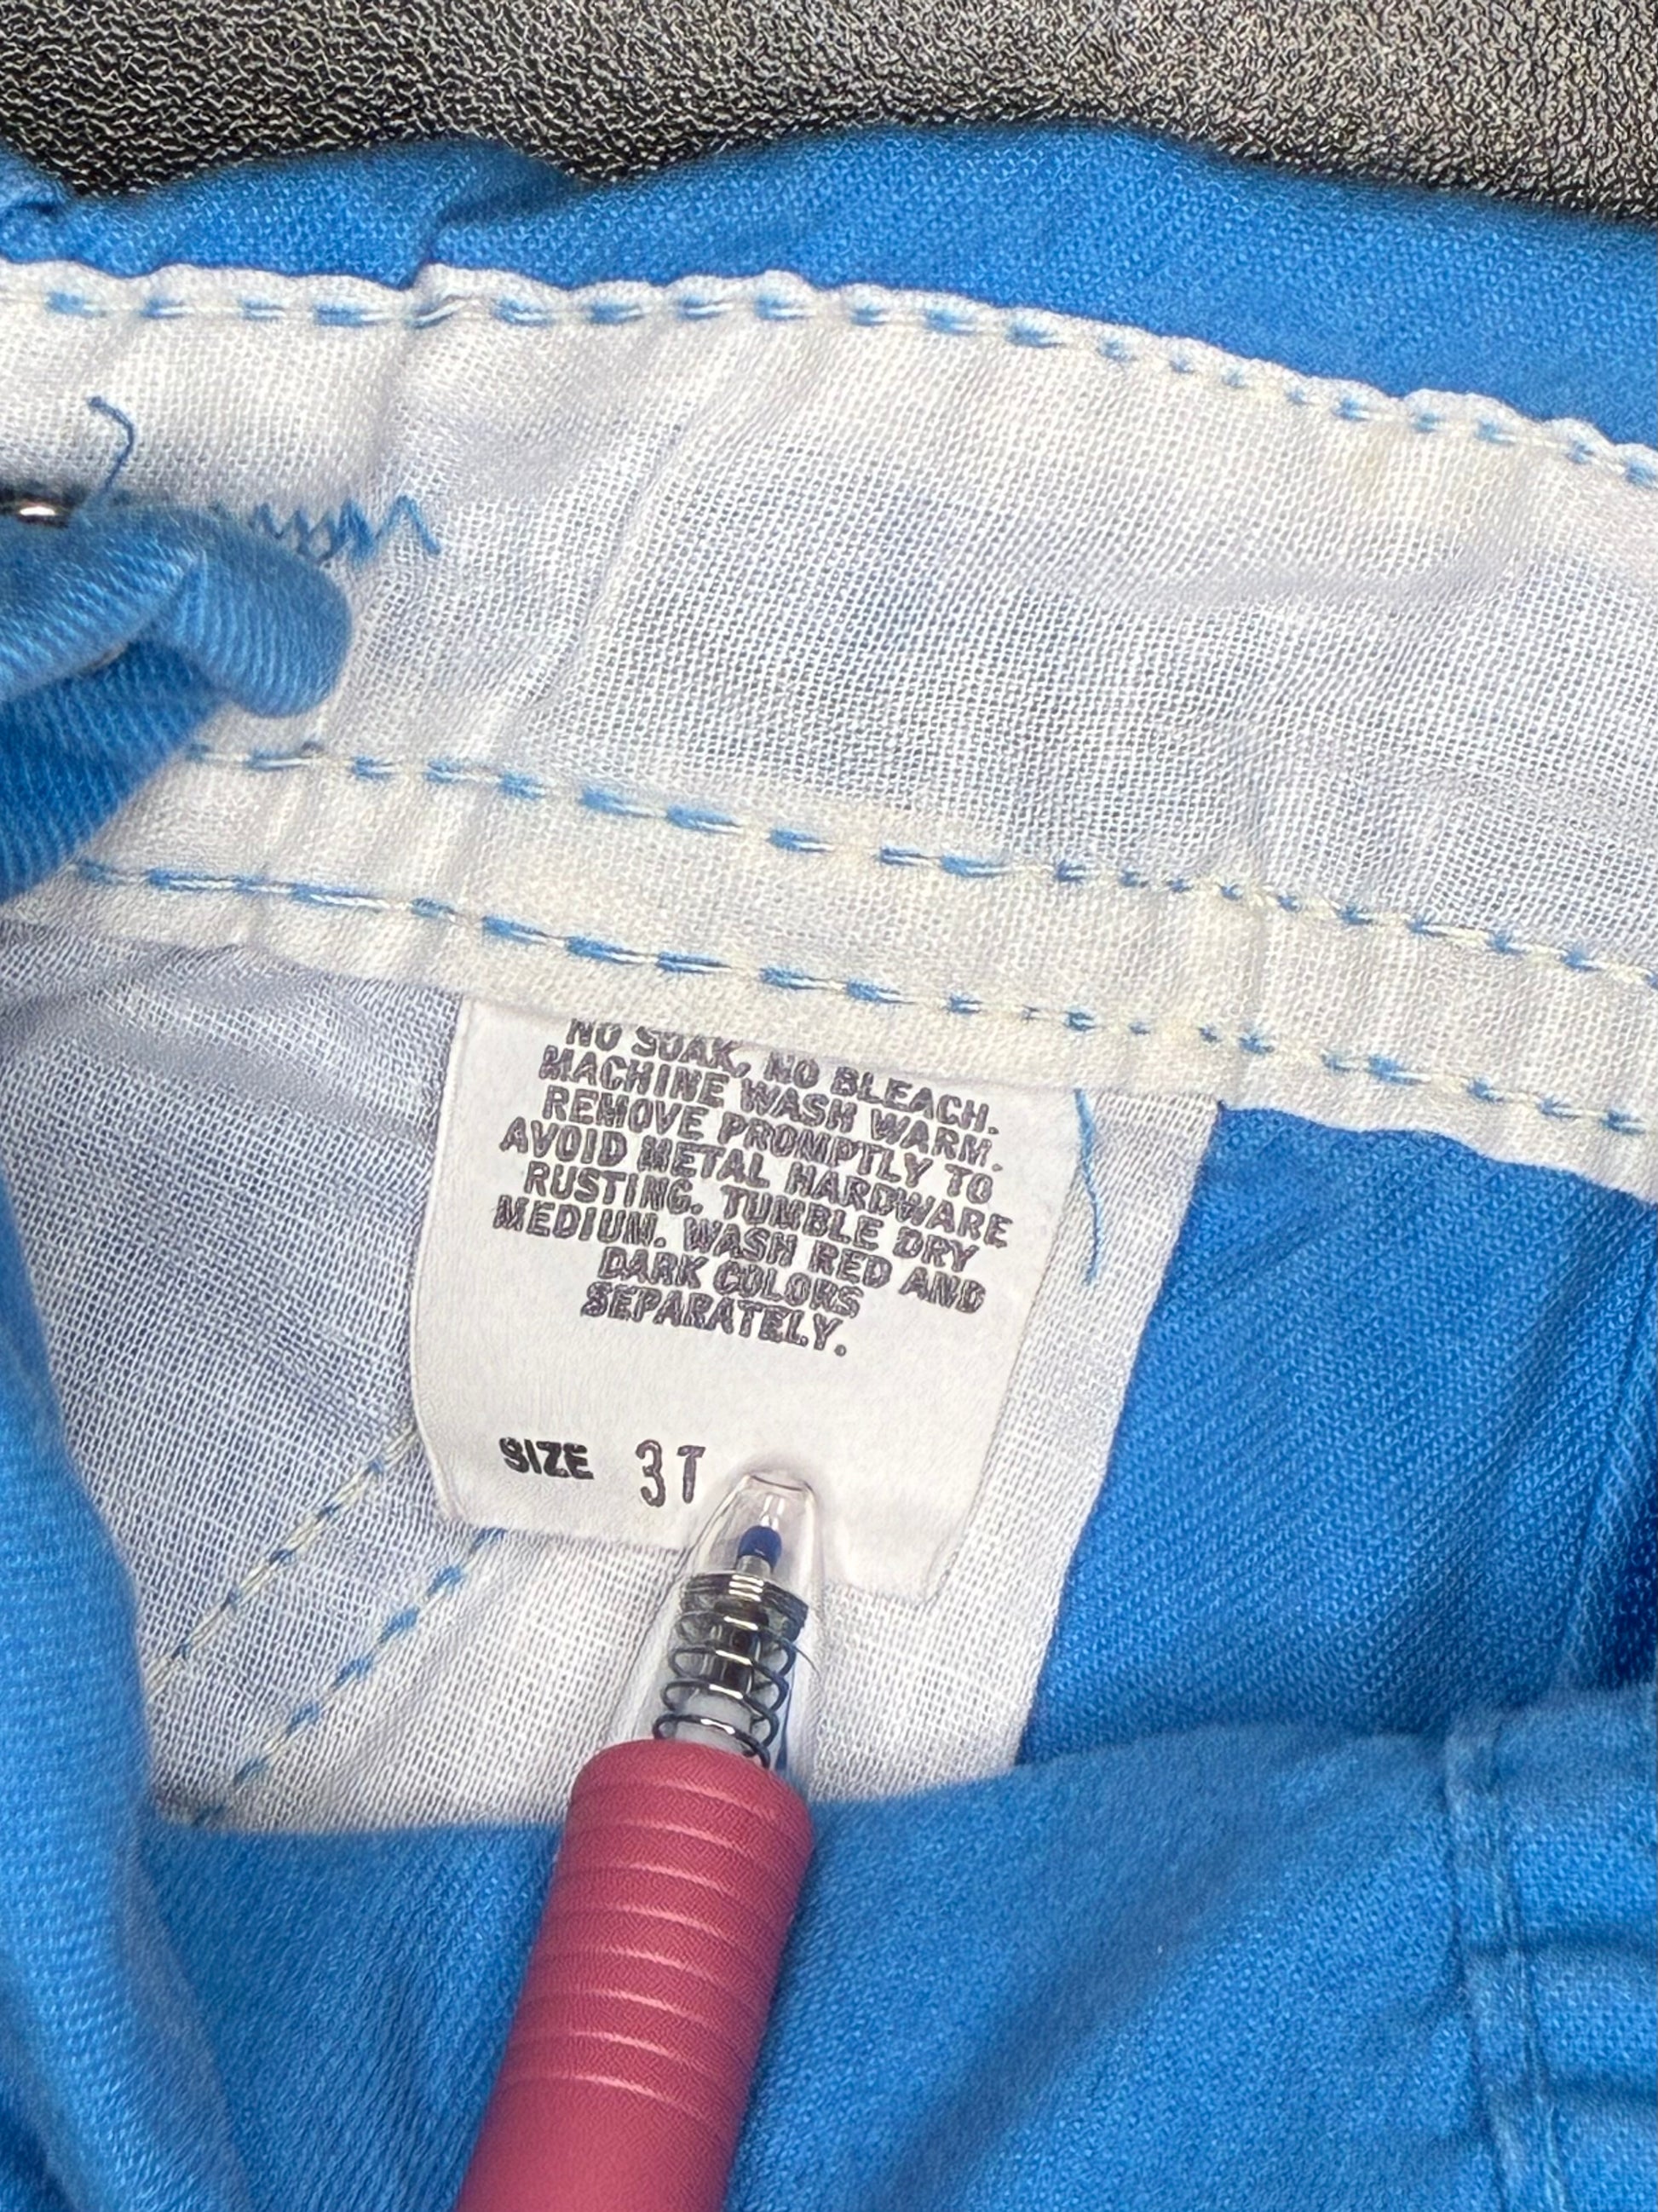 NO SOAK, NO BLEACH.
MACHINE WASH WARM.
REMOVE PROMPTLY TO
AVOID METAL HARDWARE
RUSTING. TUMBLE DRY
MEDIUM. WASH RED AND
DARK COLORS
SEPARATELY.
SIZE 3T